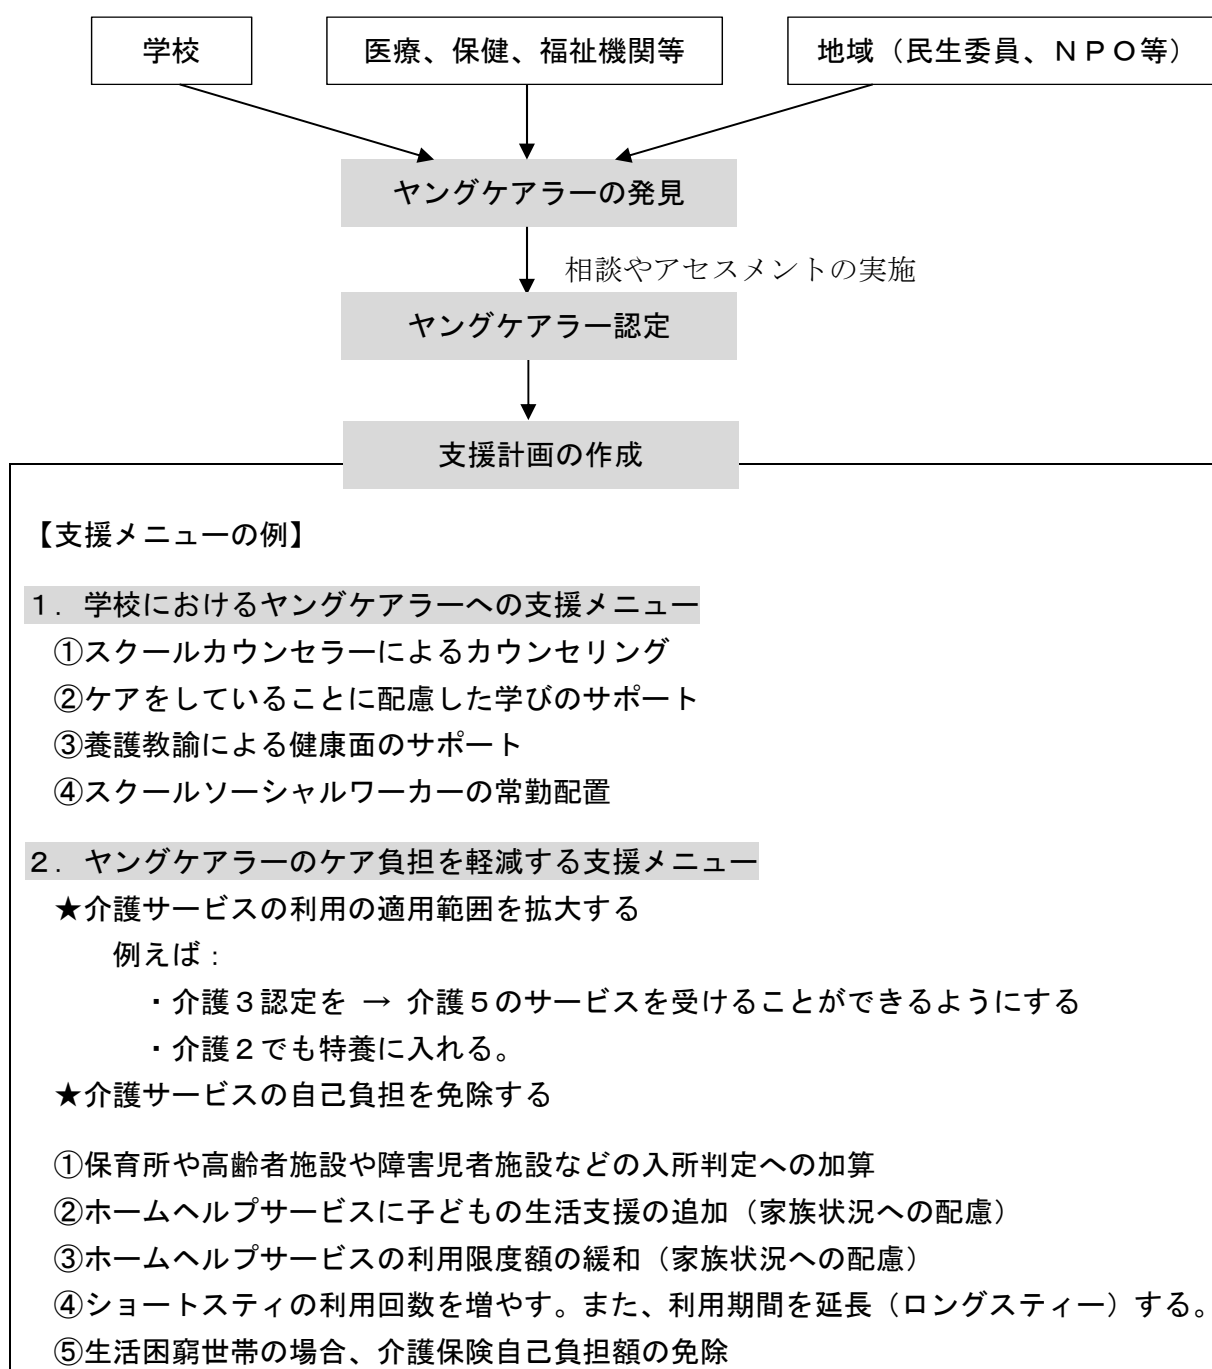 学校
医療、保健、福祉機関等
地域（民生委員、ＮＰＯ等）
ヤングケアラーの発見
相談やアセスメントの実施
ヤングケアラー認定
支援計画の作成
【支援メニューの例】
１．学校におけるヤングケアラーへの支援メニュー
①スクールカウンセラーによるカウンセリング
②ケアをしていることに配慮した学びのサポート
③養護教諭による健康面のサポート
④スクールソーシャルワーカーの常勤配置
２．ヤングケアラーのケア負担を軽減する支援メニュー
★介護サービスの利用の適用範囲を拡大する
例えば：
・介護３認定を → 介護５のサービスを受けることができるようにする
・介護２でも特養に入れる。
★介護サービスの自己負担を免除する
①保育所や高齢者施設や障害児者施設などの入所判定への加算
②ホームヘルプサービスに子どもの生活支援の追加（家族状況への配慮）
③ホームヘルプサービスの利用限度額の緩和（家族状況への配慮）
④ショートスティの利用回数を増やす。また、利用期間を延長（ロングスティー）する。
⑤生活困窮世帯の場合、介護保険自己負担額の免除